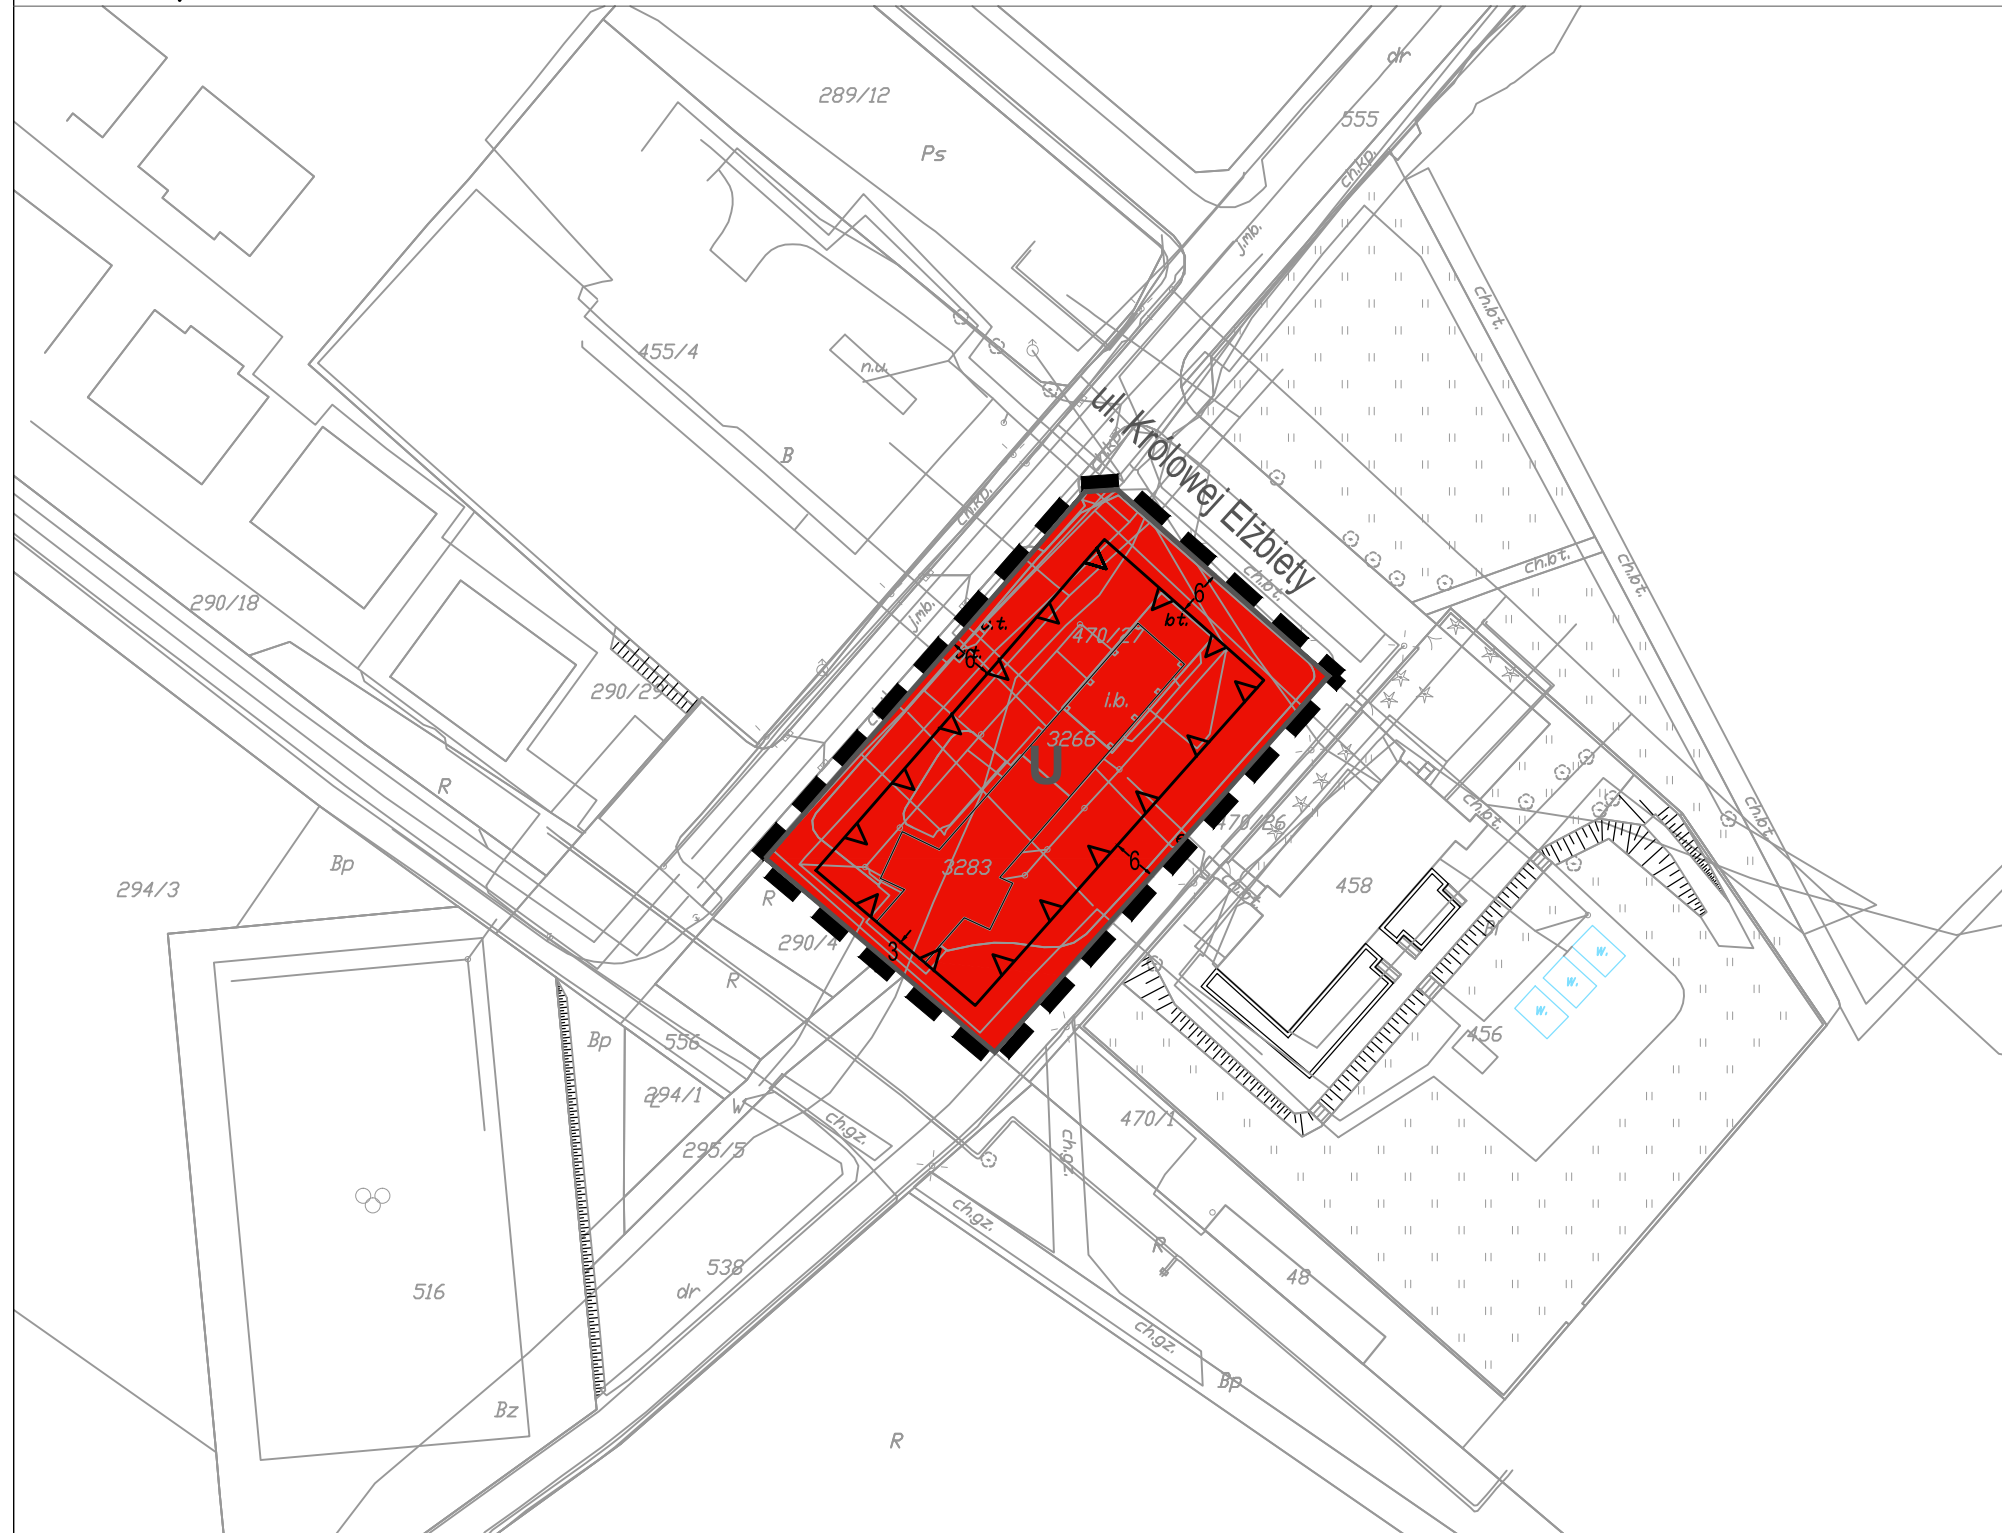 dr
289/12
555
Ps
ch.kp.
j.mb.
ch.bt.
455/4
n.u.
ul. Królowej Elżbiety
B
ch.kp.
ch.bt.
ch.bt.
ch.bt.
6
290/18
j.mb.
bt.
470/27
6
290/29
i.b.
3266
U
R
ch.bt.
ch.bt.
470/26
6
Bp
294/3
3283
458
ch.bt.
R
290/4
3
w.
R
w.
w.
556
Bp
456
294/1
W
ch.gz.
470/1
295/5
ch.gz.
ch.gz.
R
538
48
dr
516
ch.gz.
Bp
Bz
R